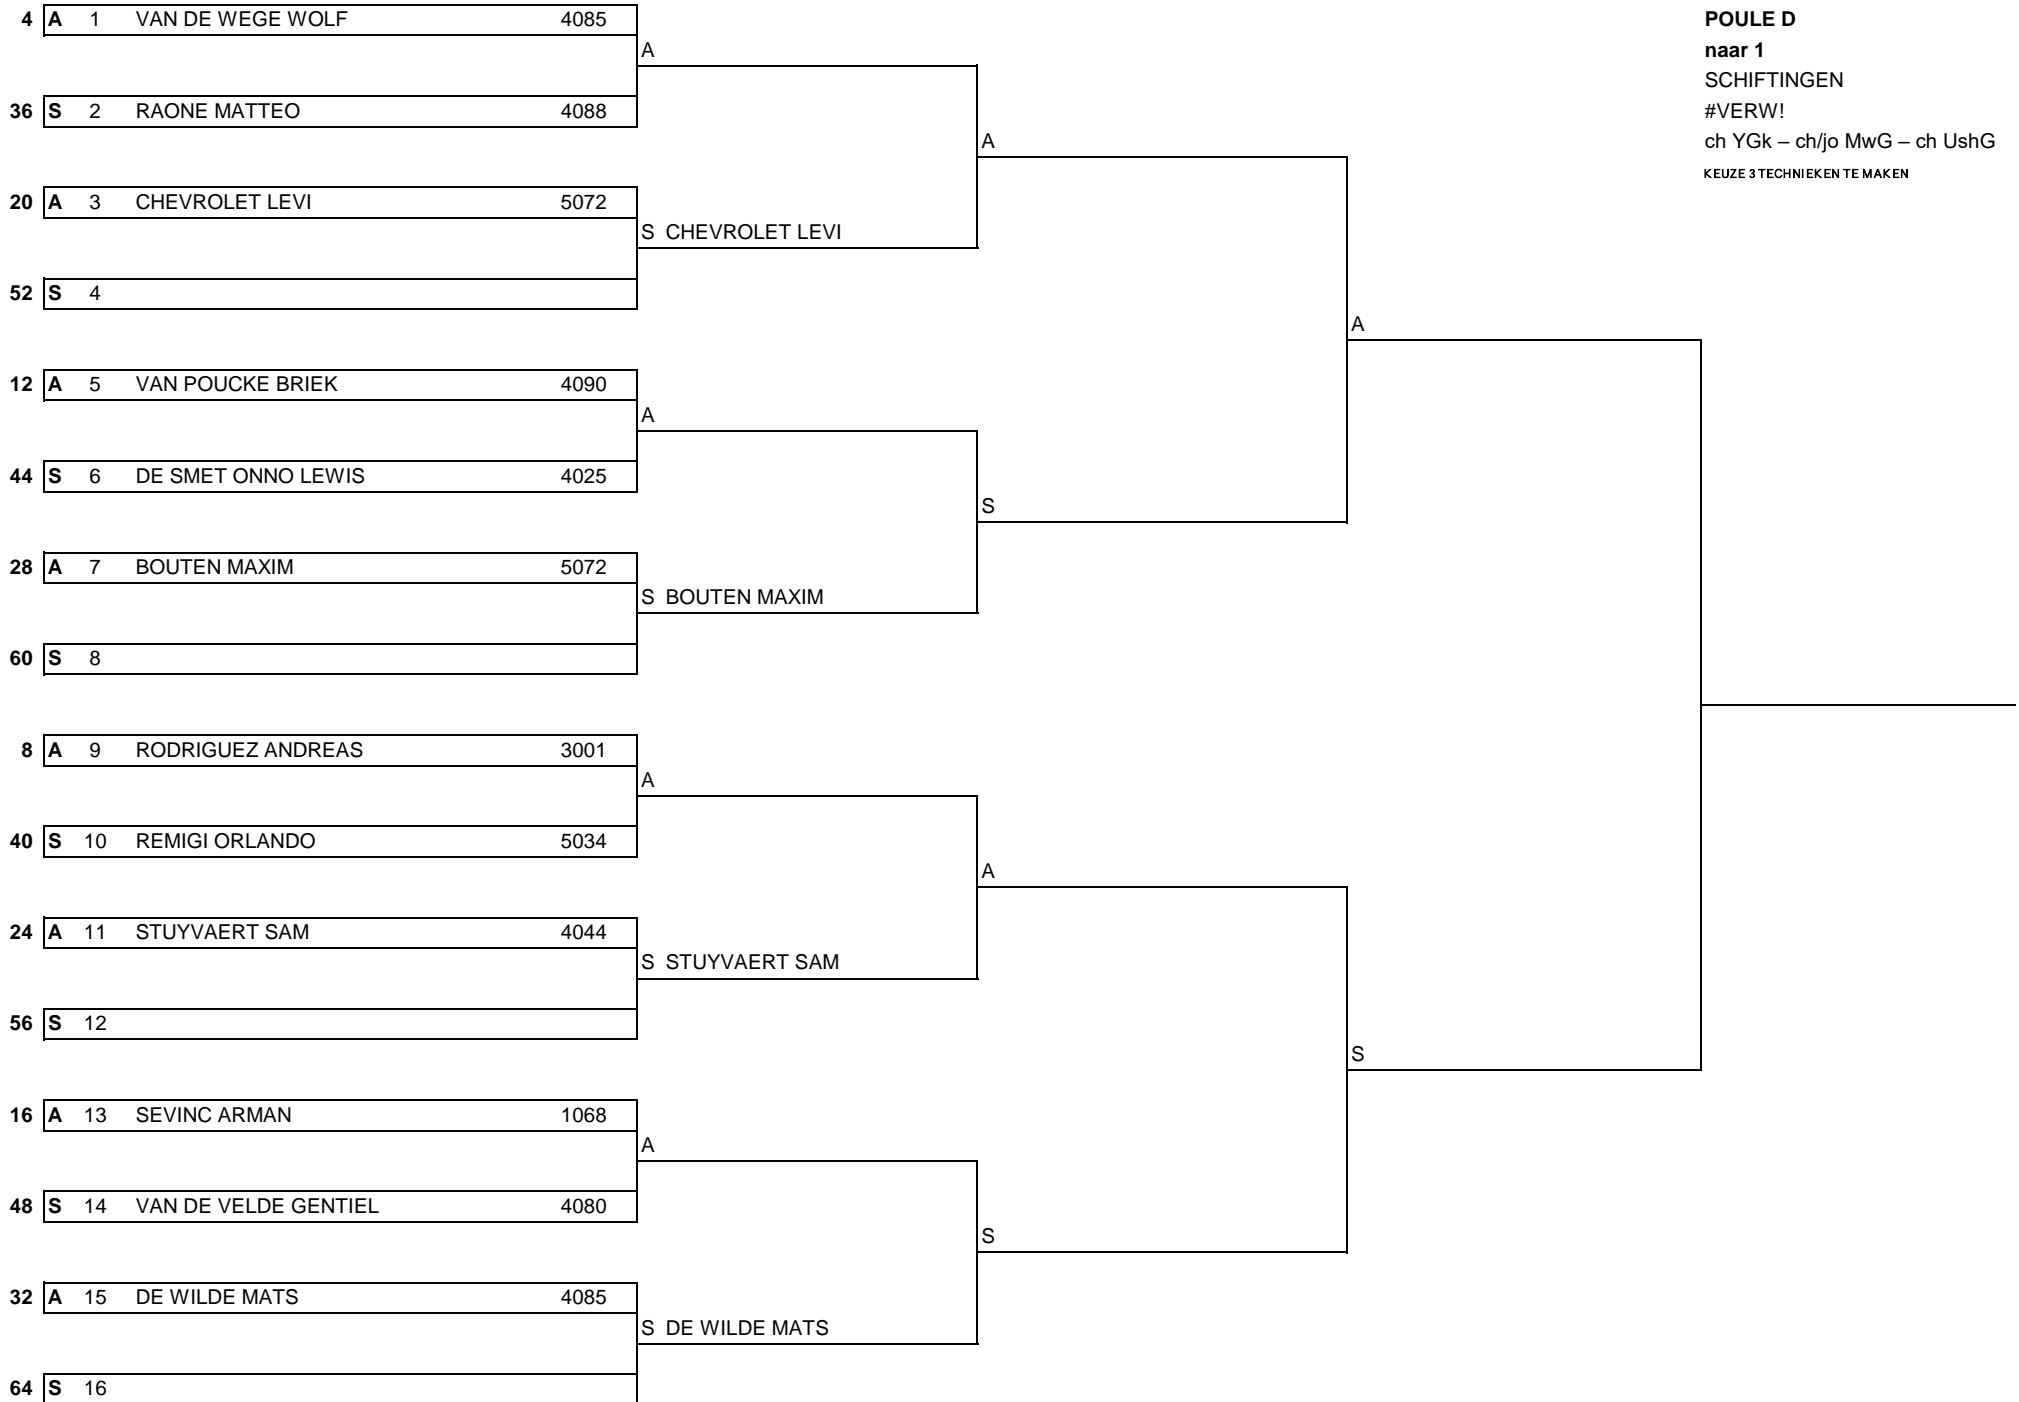 4 A 1 VAN DE WEGE WOLF 4085
POULE D
A
naar 1
SCHIFTINGEN
36 S 2 RAONE MATTEO 4088
#VERW!
A
ch YGk – ch/jo MwG – ch UshG
KEUZE 3 TECHNIEKEN TE MAKEN
20 A 3 CHEVROLET LEVI 5072
S CHEVROLET LEVI
52 S 4
A
12 A 5 VAN POUCKE BRIEK 4090
A
44 S 6 DE SMET ONNO LEWIS 4025
S
28 A 7 BOUTEN MAXIM 5072
S BOUTEN MAXIM
60 S 8
8 A 9 RODRIGUEZ ANDREAS 3001
A
40 S 10 REMIGI ORLANDO 5034
A
24 A 11 STUYVAERT SAM 4044
S STUYVAERT SAM
56 S 12
S
16 A 13 SEVINC ARMAN 1068
A
48 S 14 VAN DE VELDE GENTIEL 4080
S
32 A 15 DE WILDE MATS 4085
S DE WILDE MATS
64 S 16